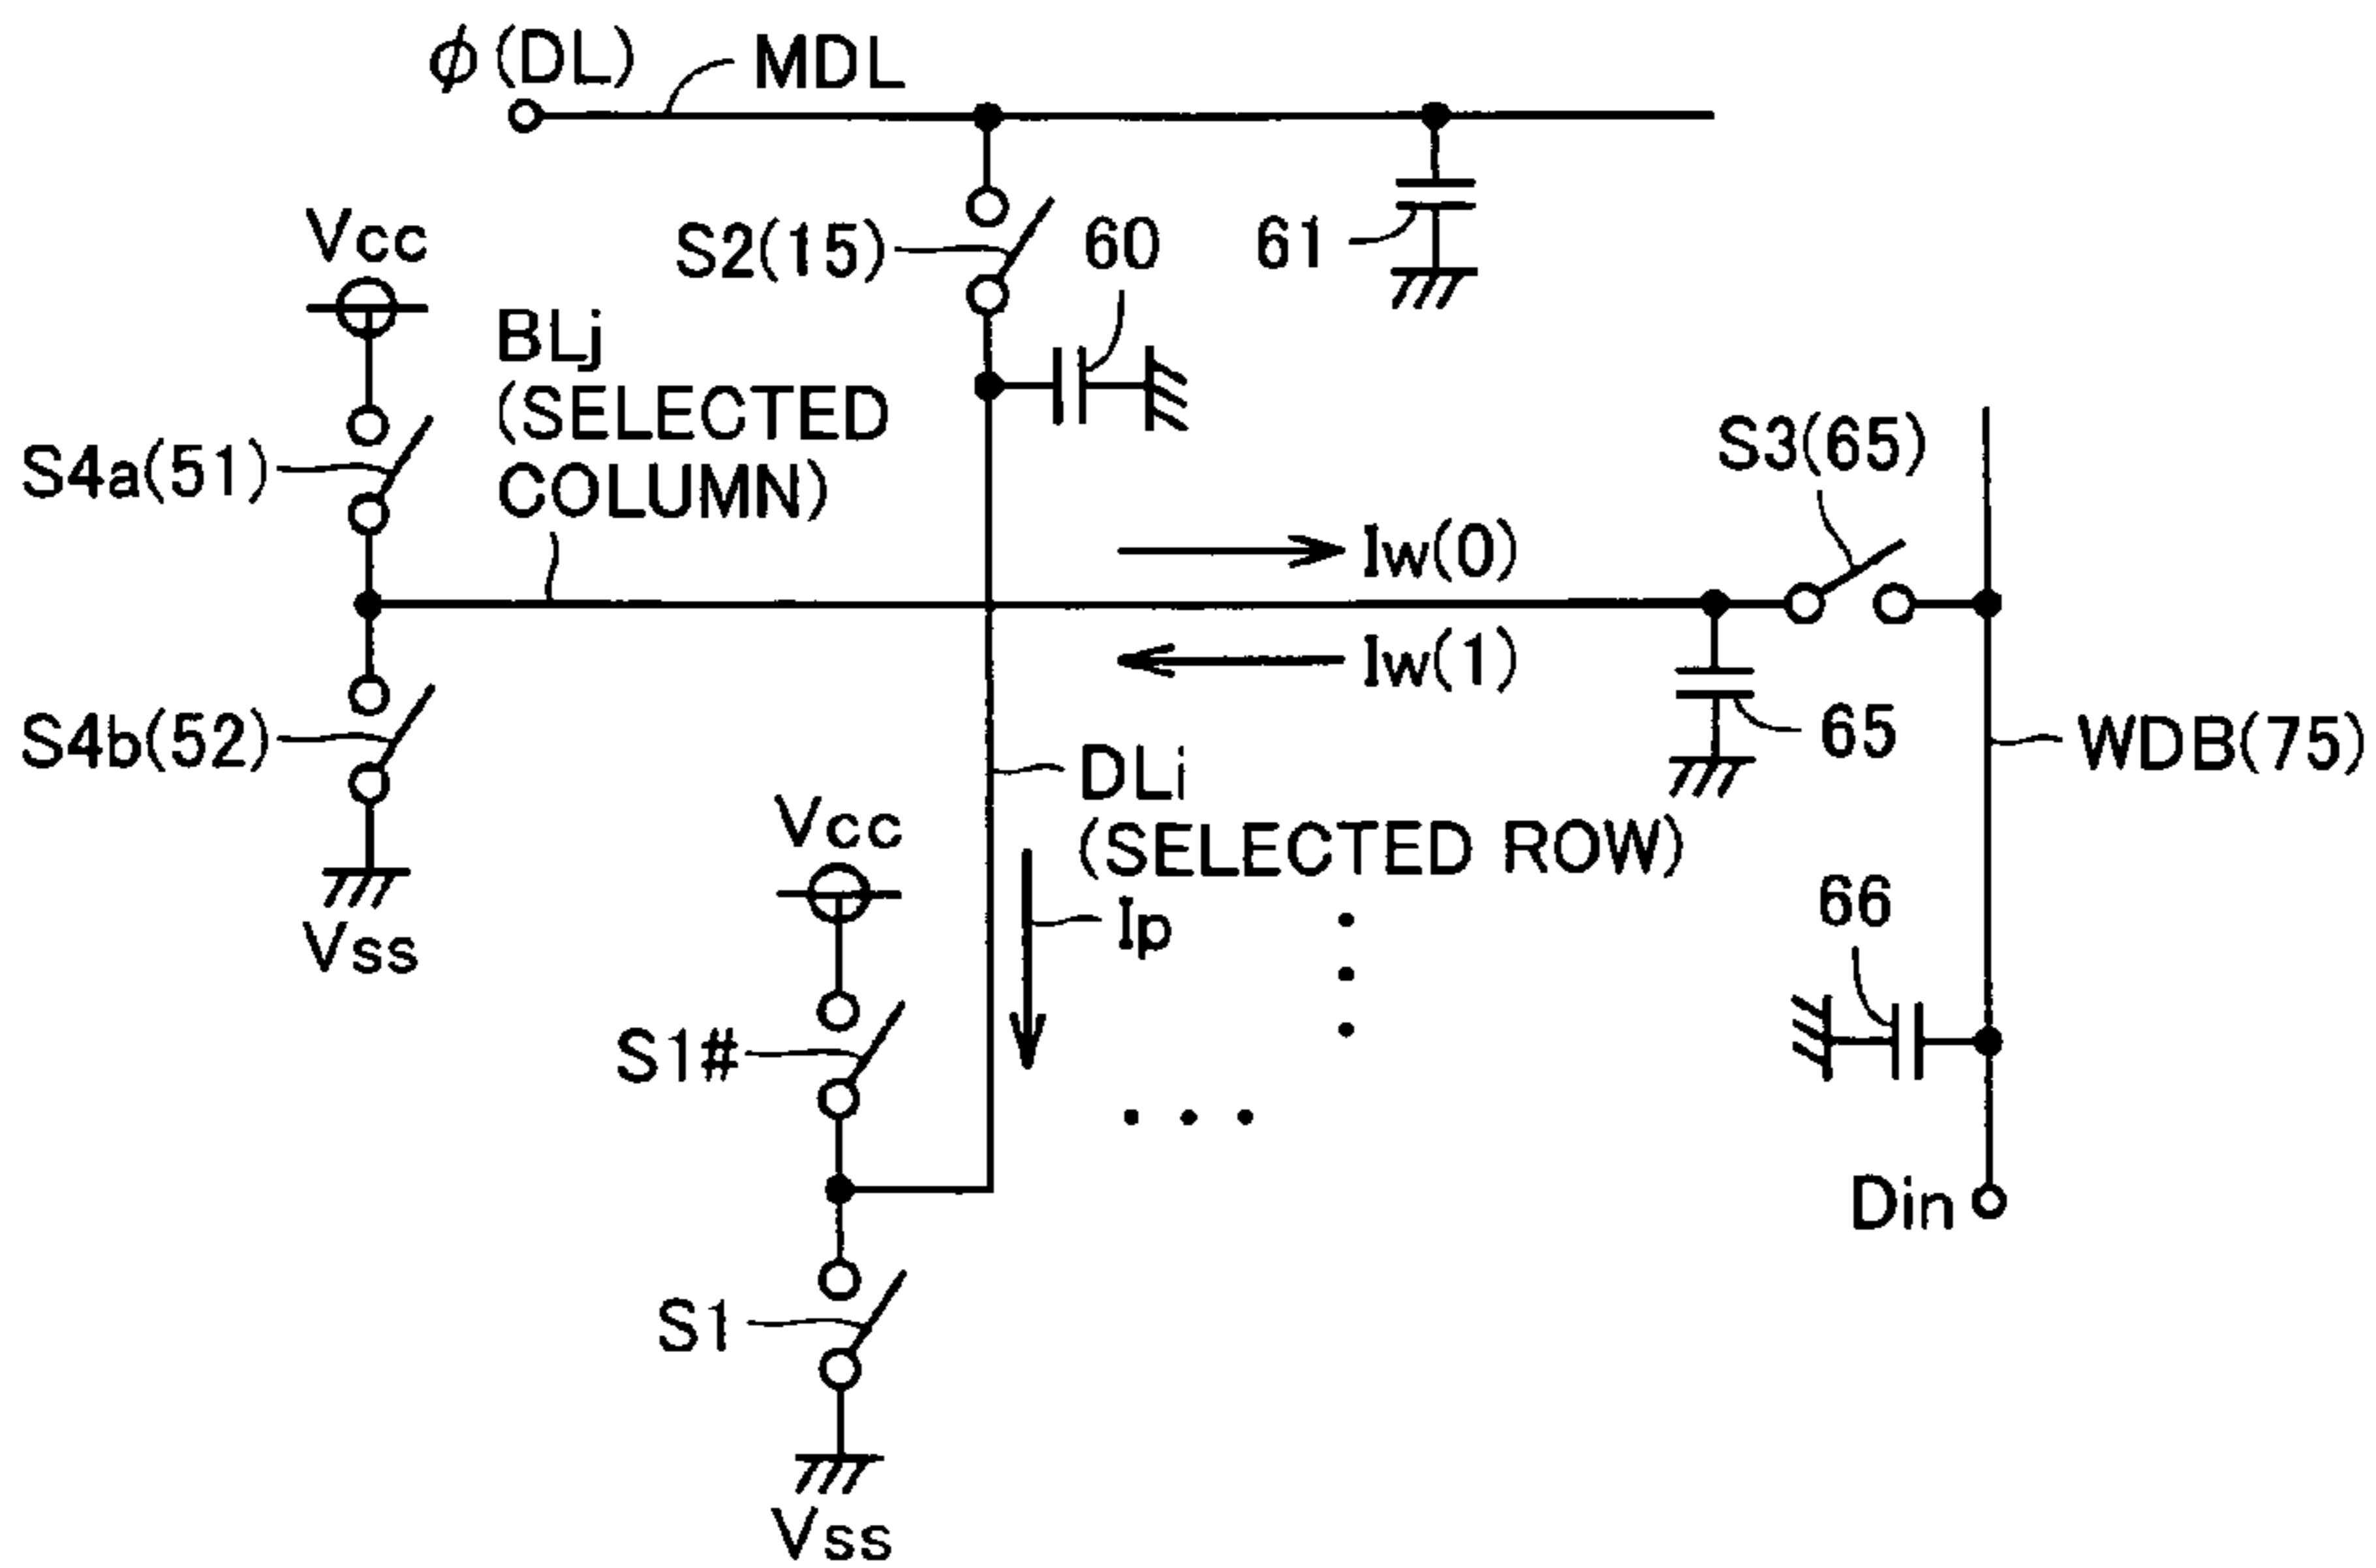 ϕ(DL)
MDL
Vcc
S2(15)
60
61
BLj
(SELECTED
COLUMN)
S4a(51)
S3(65)
Iw(0)
Iw(1)
S4b(52)
65
WDB(75)
DLi
(SELECTED ROW)
Vcc
Vss
Ip
66
S1#
Din
S1
Vss